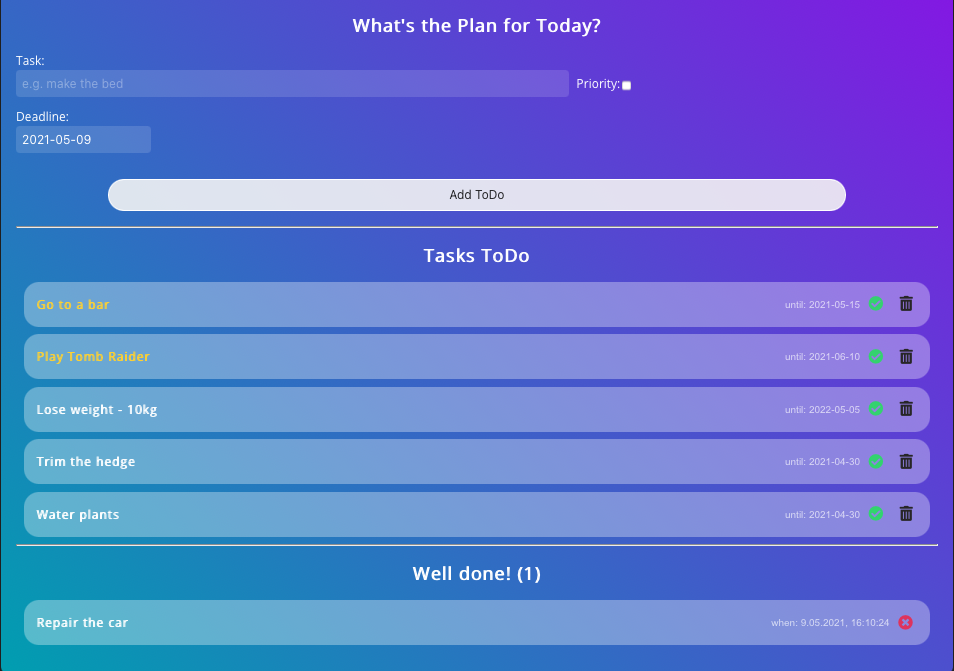 What's the Plan for Today?
Task:
e.g. make the bed
Priority:
Deadline:
2021-05-09
Add ToDo
Tasks ToDo
Go to a bar until: 2021-05-15
Play Tomb Raider until: 2021-06-10
Lose weight - 10kg until: 2022-05-05
Trim the hedge until: 2021-04-30
Water plants until: 2021-04-30
Well done! (1)
Repair the car when: 9.05.2021, 16:10:24